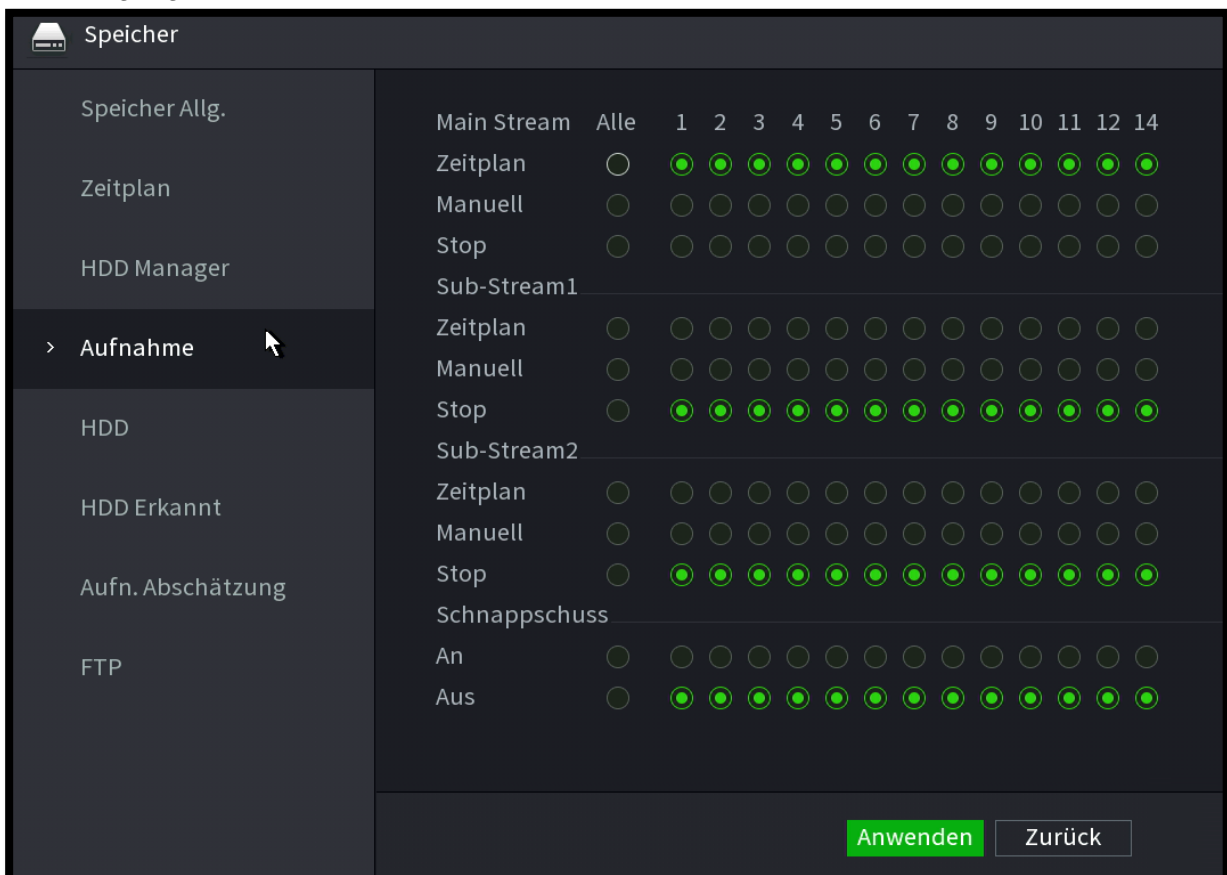 Speicher
Speicher Allg.
Zeitplan
HDD Manager
Aufnahme
HDD
HDD Erkannt
Aufn. Abschätzung
FTP
Main Stream Alle 1 2 3 4 5 6 7 8 9 10 11 12 14
Zeitplan
Manuell
Stop
Sub-Stream1
Zeitplan
Manuell
Stop
Sub-Stream2
Zeitplan
Manuell
Stop
Schnappschuss
An
Aus
Anwenden Zurück